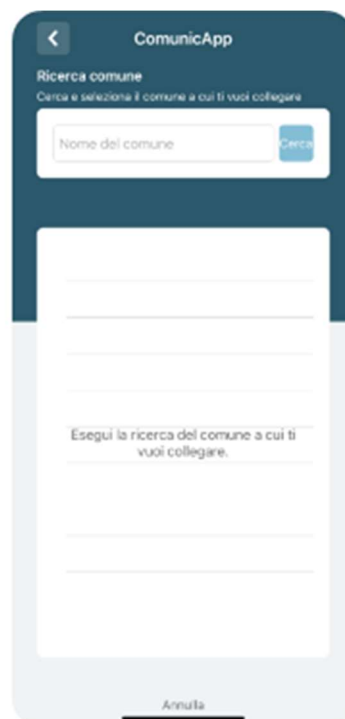 ComunicApp
Ricerca comune
Cerca e seleziona il comune a cui ti vuoi collegare
Nome del comune
Cerca
Esegui la ricerca del comune a cui ti
vuoi collegare.
Annulla